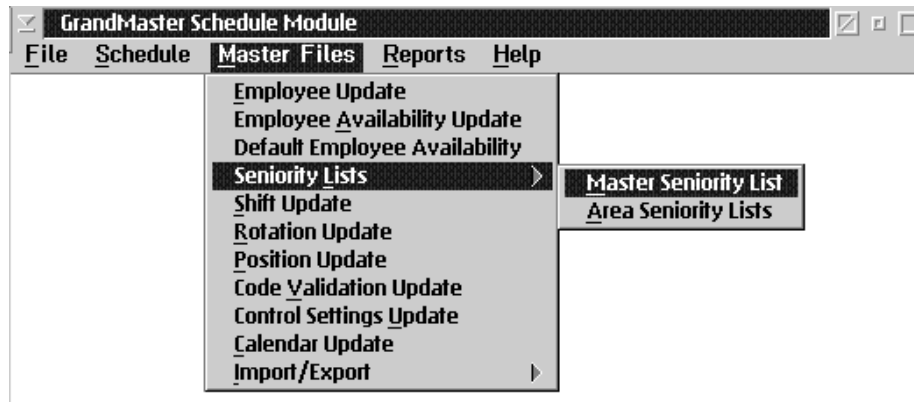 GrandMaster Schedule Module
File Schedule Master Files Reports Help
Employee Update
Employee Availability Update
Default Employee Availability
Seniority Lists
Master Seniority List
Shift Update
Area Seniority Lists
Rotation Update
Position Update
Code Validation Update
Control Settings Update
Calendar Update
Import/Export